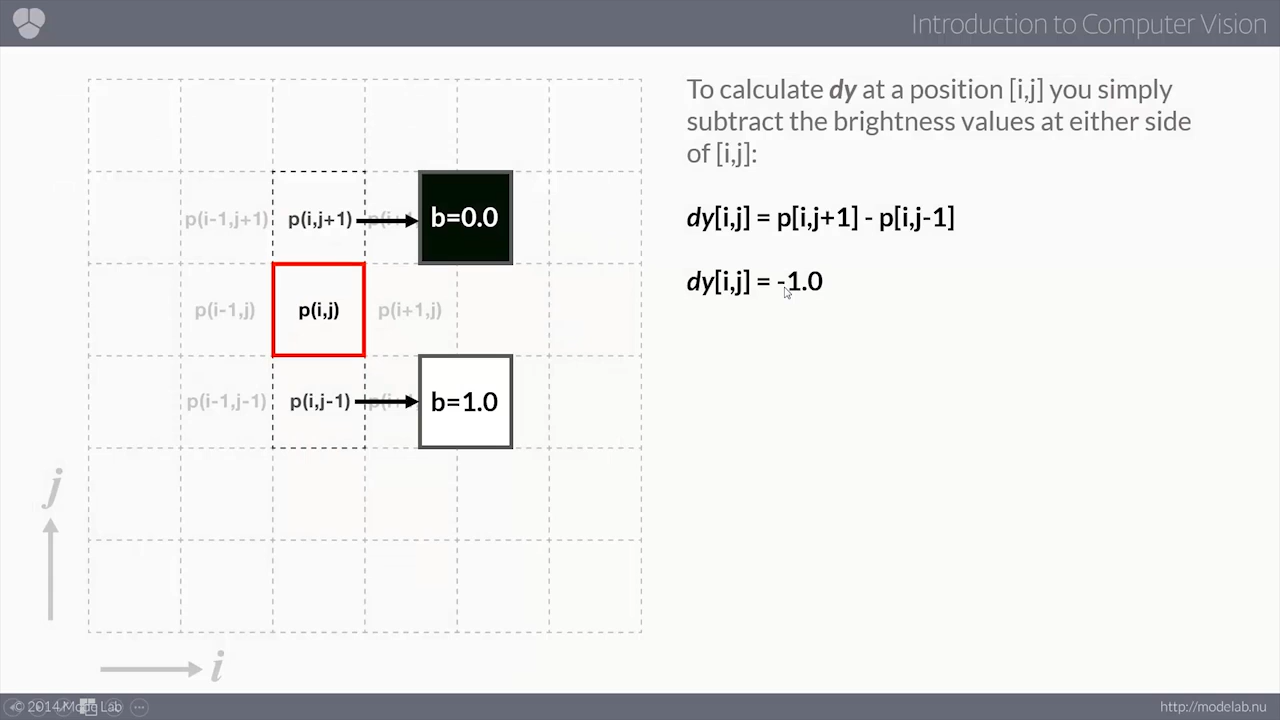 Introduction to Computer Vision
To calculate dy at a position [i,j] you simply
subtract the brightness values at either side
of [i,j]:
dy[i,j] = p[i,j+1] - p[i,j-1]
dy[i,j] = -1.0
p(i-1,j+1) p(i,j+1) b=0.0
p(i-1,j) p(i,j) p(i+1,j)
p(i-1,j-1) p(i,j-1) b=1.0
j
i
© 2014 Mode Lab
http://modelab.nu